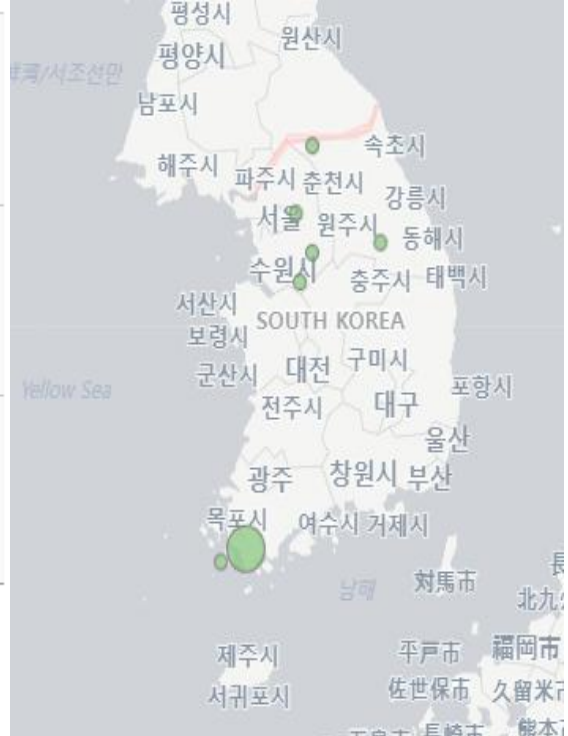 평성시
원산시
평양시
/서조선만
남포시
속초시
해주시
파주시 춘천시
강릉시
서울
원주시
동해시
수원시
충주시 태백시
서산시
SOUTH KOREA
보령시
대전 구미시
군산시
Yellow Sea
포항시
전주시
대구
울산
광주
창원시 부산
목포시
여수시 거제시
남해
対馬市
北九
제주시
平戸市
福岡市
서귀포시
佐世保市
久留米
長崎市
熊本